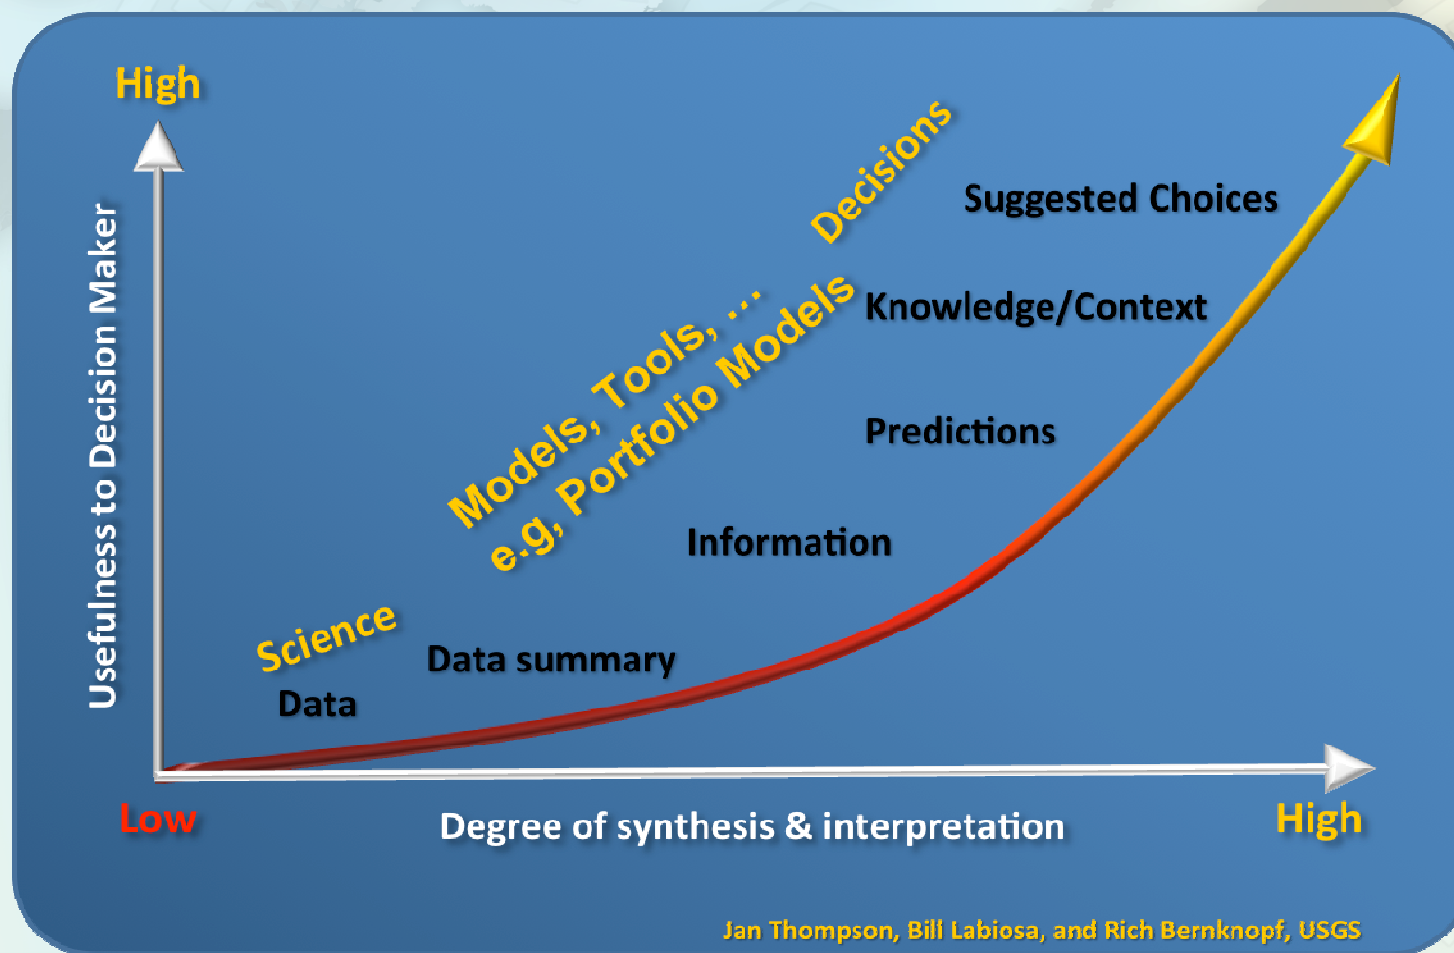 High
Usefulness to Decision Maker
Decisions
Suggested Choices
Models, Tools, ...
e.g, Portfolio Models
Knowledge/Context
Predictions
Information
Science
Data summary
Data
Low
Degree of synthesis & interpretation
High
Jan Thompson, Bill Labiosa, and Rich Bernknopf, USGS